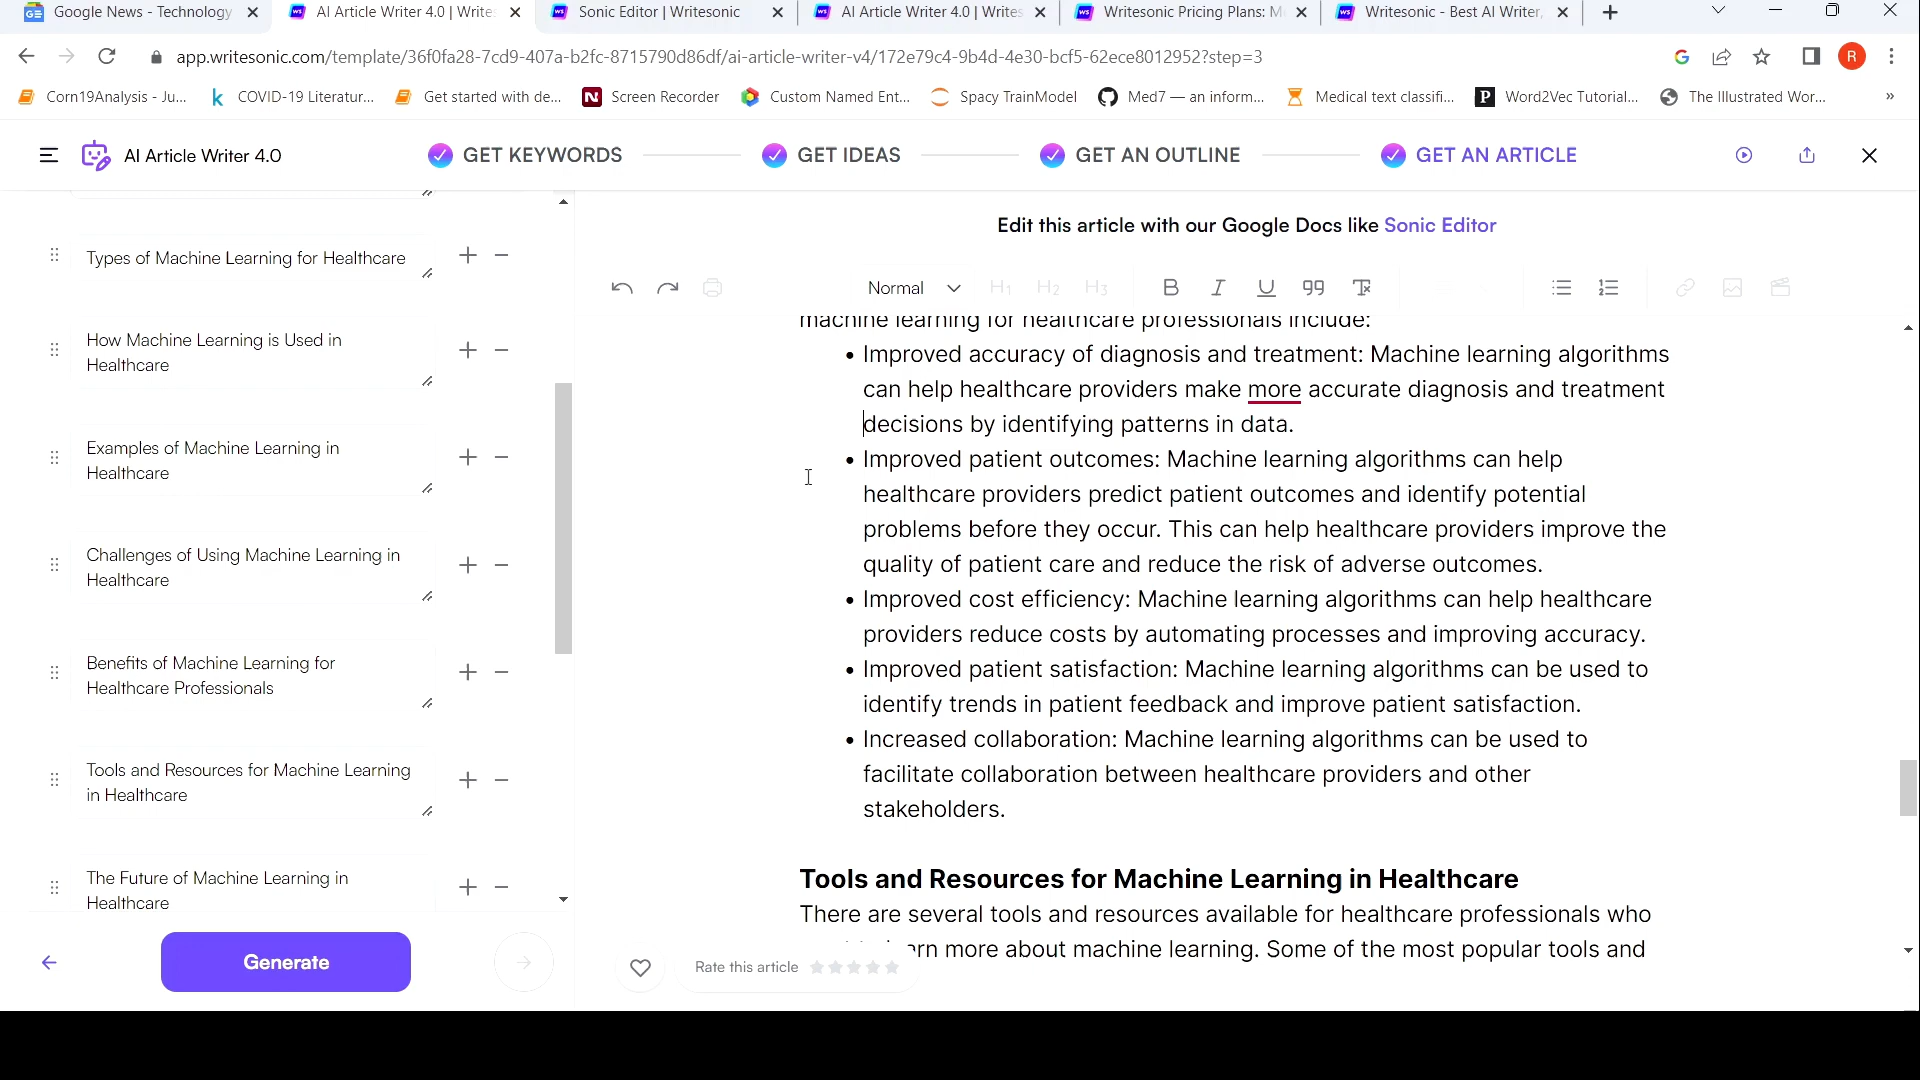 Google News - Technology
AI Article Writer 4.0 | Write
Sonic Editor | Writesonic
AI Article Writer 4.0 | Writes
Writesonic Pricing Plans: M
Writesonic - Best AI Writer,
app.writesonic.com/template/36f0fa28-7cd9-407a-b2fc-8715790d86df/ai-article-writer-v4/172e79c4-9b4d-4e30-bcf5-62ece8012952?step=3
R
Corn19Analysis - Ju...
COVID-19 Literatur...
Get started with de...
Screen Recorder
Custom Named Ent...
Spacy TrainModel
Med7 — an inform...
Medical text classifi...
Word2Vec Tutorial...
The Illustrated Wor...
»
AI Article Writer 4.0
GET KEYWORDS
GET IDEAS
GET AN OUTLINE
GET AN ARTICLE
Types of Machine Learning for Healthcare
How Machine Learning is Used in
Healthcare
Examples of Machine Learning in
Healthcare
Challenges of Using Machine Learning in
Healthcare
Benefits of Machine Learning for
Healthcare Professionals
Tools and Resources for Machine Learning
in Healthcare
The Future of Machine Learning in
Healthcare
Generate
Edit this article with our Google Docs like Sonic Editor
Normal
H1 H2 H3
B I U
machine learning for healthcare professionals include:
• Improved accuracy of diagnosis and treatment: Machine learning algorithms
can help healthcare providers make more accurate diagnosis and treatment
decisions by identifying patterns in data.
• Improved patient outcomes: Machine learning algorithms can help
healthcare providers predict patient outcomes and identify potential
problems before they occur. This can help healthcare providers improve the
quality of patient care and reduce the risk of adverse outcomes.
• Improved cost efficiency: Machine learning algorithms can help healthcare
providers reduce costs by automating processes and improving accuracy.
• Improved patient satisfaction: Machine learning algorithms can be used to
identify trends in patient feedback and improve patient satisfaction.
• Increased collaboration: Machine learning algorithms can be used to
facilitate collaboration between healthcare providers and other
stakeholders.
Tools and Resources for Machine Learning in Healthcare
There are several tools and resources available for healthcare professionals who
more about machine learning. Some of the most popular tools and
Rate this article